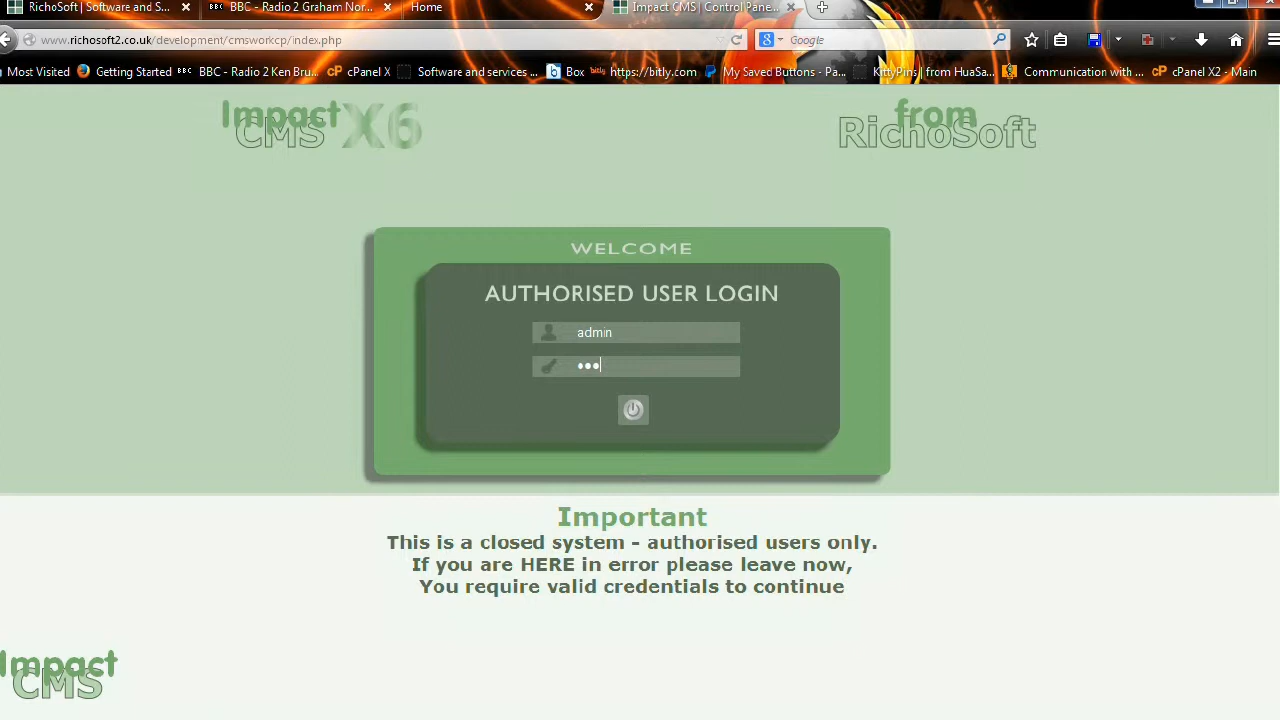 RichoSoft | Software and S...
BBC - Radio 2 Graham Nor...
Home
Impact CMS | Control Pane...
www.richosoft2.co.uk/development/cmsworkcp/index.php
Google
Most Visited
Getting Started
BBC - Radio 2 Ken Bru...
cPanel X
Software and services ...
Box
https://bitly.com
My Saved Buttons - Pa...
KittyPins | from HuaSa...
Communication with ...
cPanel X2 - Main
Impact
CMS X6
from
RichoSoft
WELCOME
AUTHORISED USER LOGIN
admin
•••
Important
This is a closed system - authorised users only.
If you are HERE in error please leave now,
You require valid credentials to continue
Impact
CMS